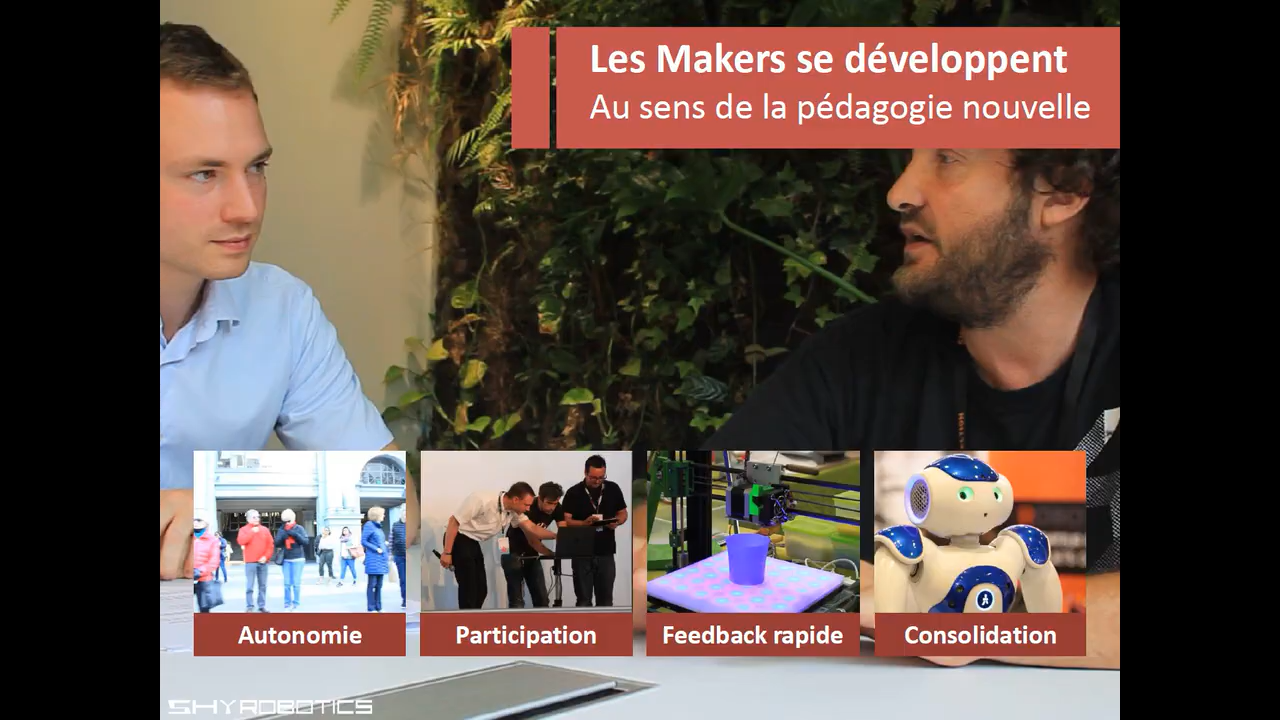 Les Makers se développent
Au sens de la pédagogie nouvelle
Autonomie
Participation
Feedback rapide
Consolidation
SHYROBOTICS